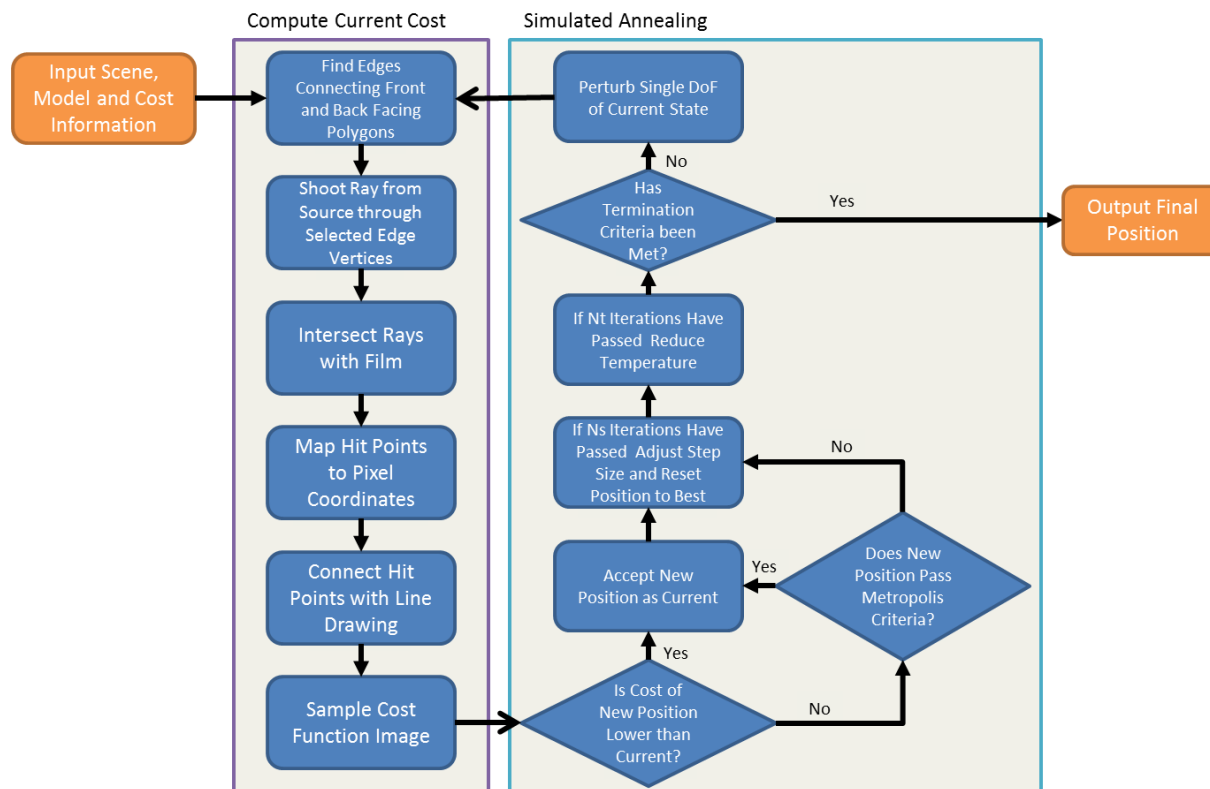 Compute Current Cost
Simulated Annealing
Input Scene,
Model and Cost
Information
Find Edges
Connecting Front
and Back Facing
Polygons
Shoot Ray from
Source through
Selected Edge
Vertices
Intersect Rays
with Film
Map Hit Points
to Pixel
Coordinates
Connect Hit
Points with Line
Drawing
Sample Cost
Function Image
Perturb Single DoF
of Current State
No
Has
Termination
Criteria been
Met?
Yes
Output Final
Position
If Nt Iterations Have
Passed Reduce
Temperature
If Ns Iterations Have
Passed Adjust Step
Size and Reset
Position to Best
No
Accept New
Position as Current
Yes
Does New
Position Pass
Metropolis
Criteria?
Yes
Is Cost of
New Position
Lower than
Current?
No